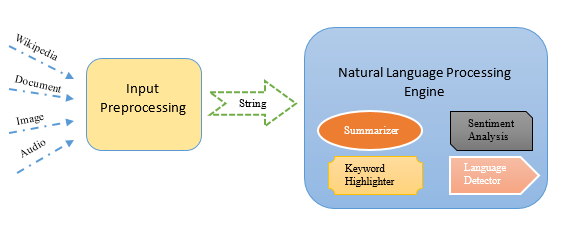 Wikipedia
Document
Image
Audio
Input
Preprocessing
String
Natural Language Processing
Engine
Summarizer
Sentiment
Analysis
Keyword
Highlighter
Language
Detector